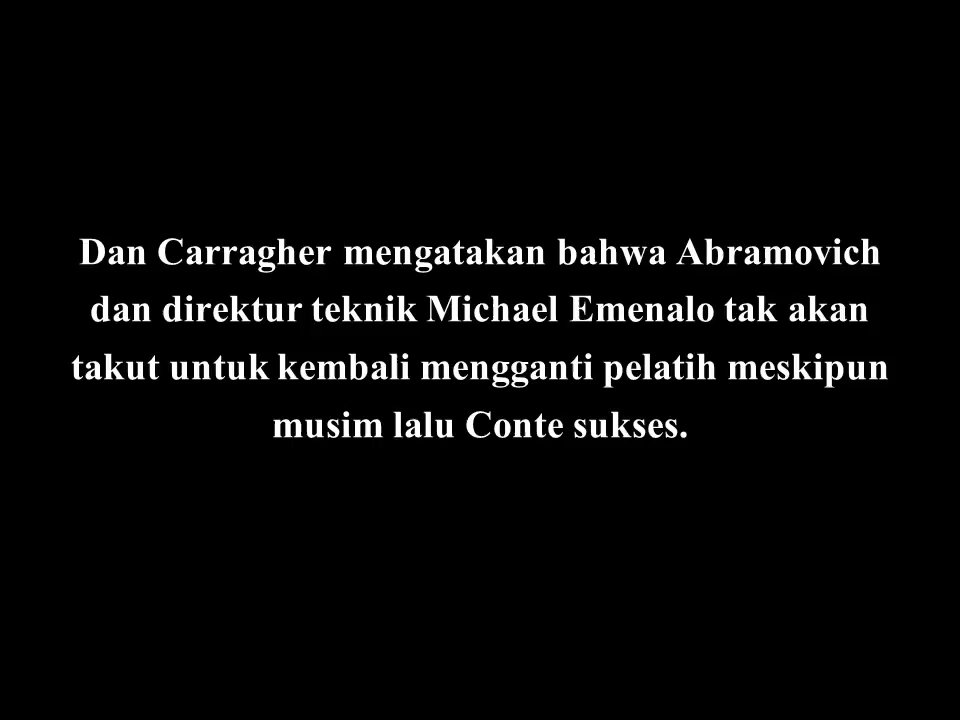 Dan Carragher mengatakan bahwa Abramovich
dan direktur teknik Michael Emenalo tak akan
takut untuk kembali mengganti pelatih meskipun
musim lalu Conte sukses.